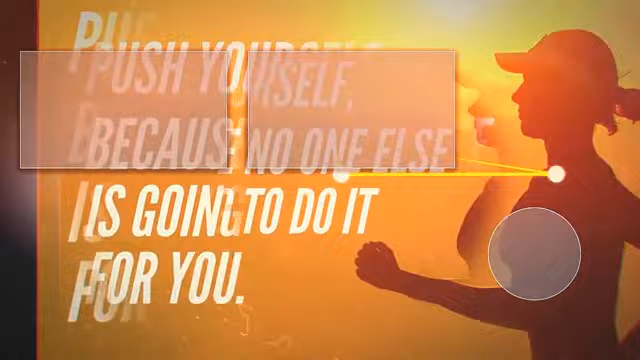 PUSH YOURSELF,
BECAUSE NO ONE ELSE
IS GOING TO DO IT
FOR YOU.